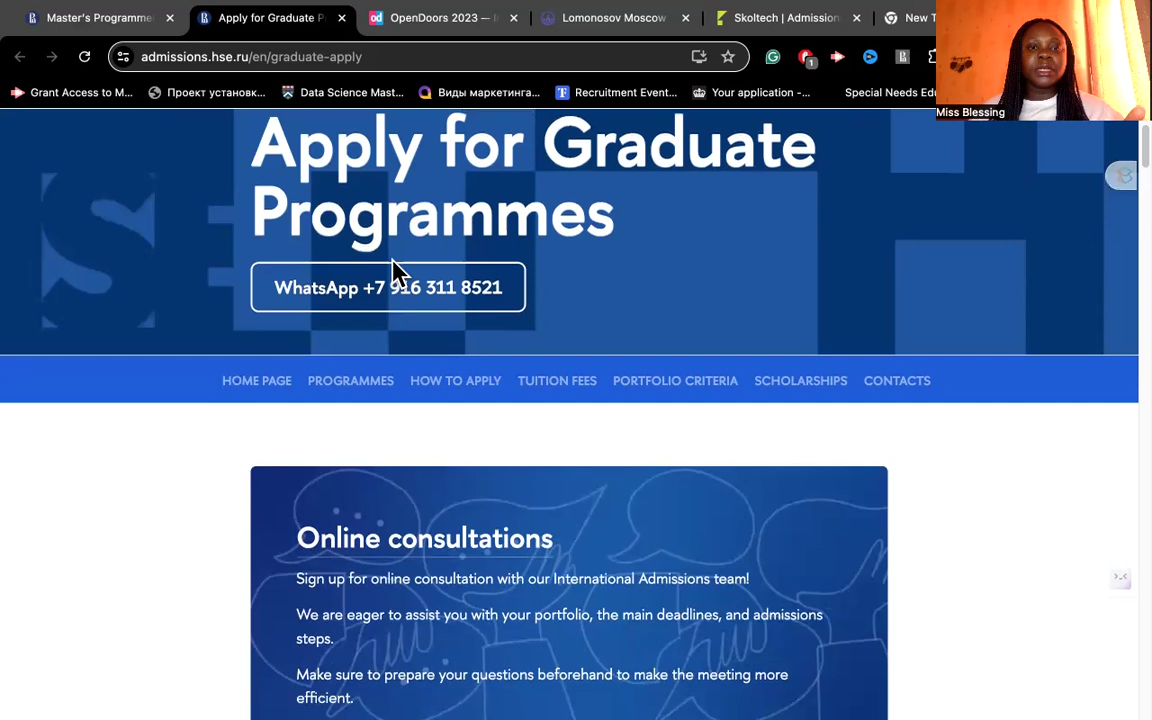 Master's Programme
Apply for Graduate P
OpenDoors 2023 —
Lomonosov Moscow
Skoltech | Admission
New T
admissions.hse.ru/en/graduate-apply
1
Grant Access to M...
Проект установк...
Data Science Mast...
Виды маркетинга...
Recruitment Event...
Your application -...
Special Needs Edu
Miss Blessing
Apply for Graduate
Programmes
WhatsApp +7 916 311 8521
HOME PAGE PROGRAMMES HOW TO APPLY TUITION FEES PORTFOLIO CRITERIA SCHOLARSHIPS CONTACTS
Online consultations
Sign up for online consultation with our International Admissions team!
We are eager to assist you with your portfolio, the main deadlines, and admissions
steps.
Make sure to prepare your questions beforehand to make the meeting more
efficient.